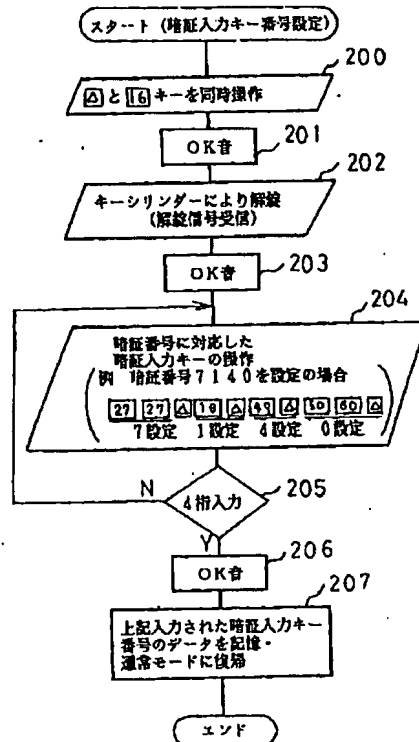 スタート (暗証入力キー番号設定)
200
△と16キーを同時操作
201
OK音
202
キーシリンダーにより解錠
(解錠信号受信)
203
OK音
204
暗証番号に対応した
暗証入力キーの操作
例 暗証番号7140を設定の場合
27 27 △ 18 △ 49 △ 50 60 △
7設定 1設定 4設定 0設定
N
4桁入力
205
Y
206
OK音
207
上記入力された暗証入力キー
番号のデータを記憶・
通常モードに復帰
エンド